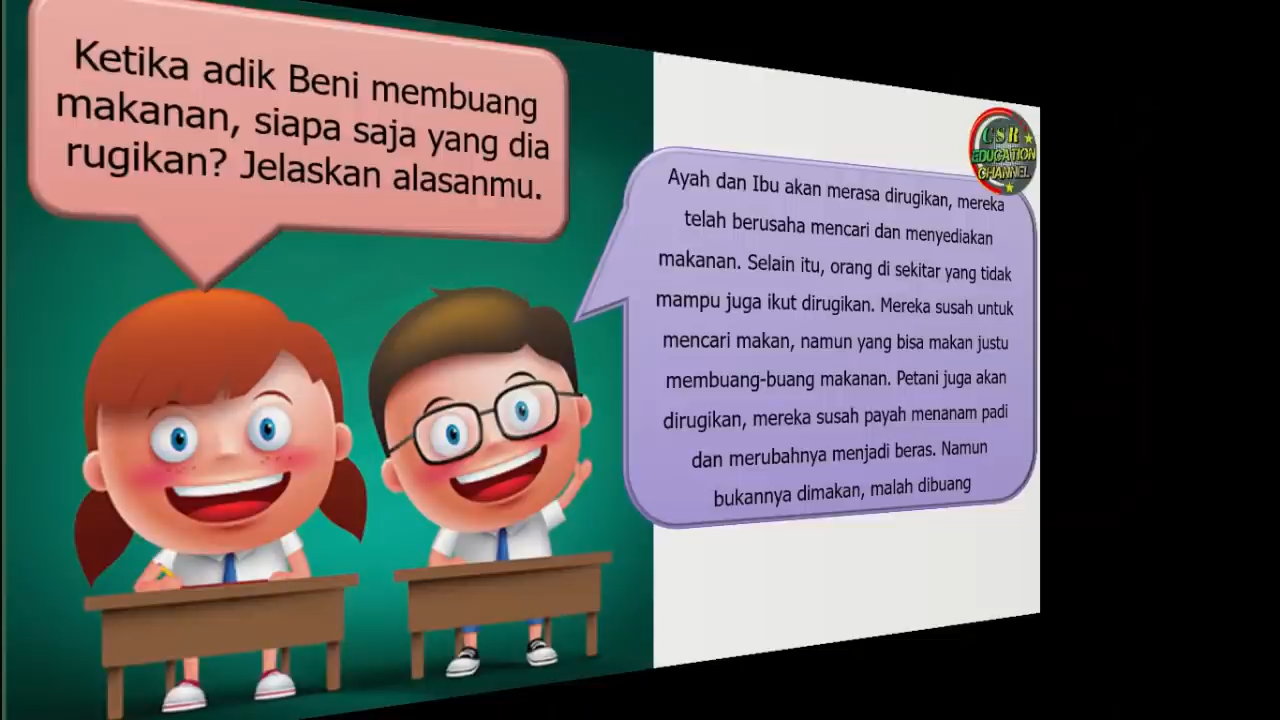 Ketika adik Beni membuang
makanan, siapa saja yang dia
rugikan? Jelaskan alasanmu.
CSR
EDUCATION
CHANNEL
Ayah dan Ibu akan merasa dirugikan, mereka
telah berusaha mencari dan menyediakan
makanan. Selain itu, orang di sekitar yang tidak
mampu juga ikut dirugikan. Mereka susah untuk
mencari makan, namun yang bisa makan justu
membuang-buang makanan. Petani juga akan
dirugikan, mereka susah payah menanam padi
dan merubahnya menjadi beras. Namun
bukannya dimakan, malah dibuang